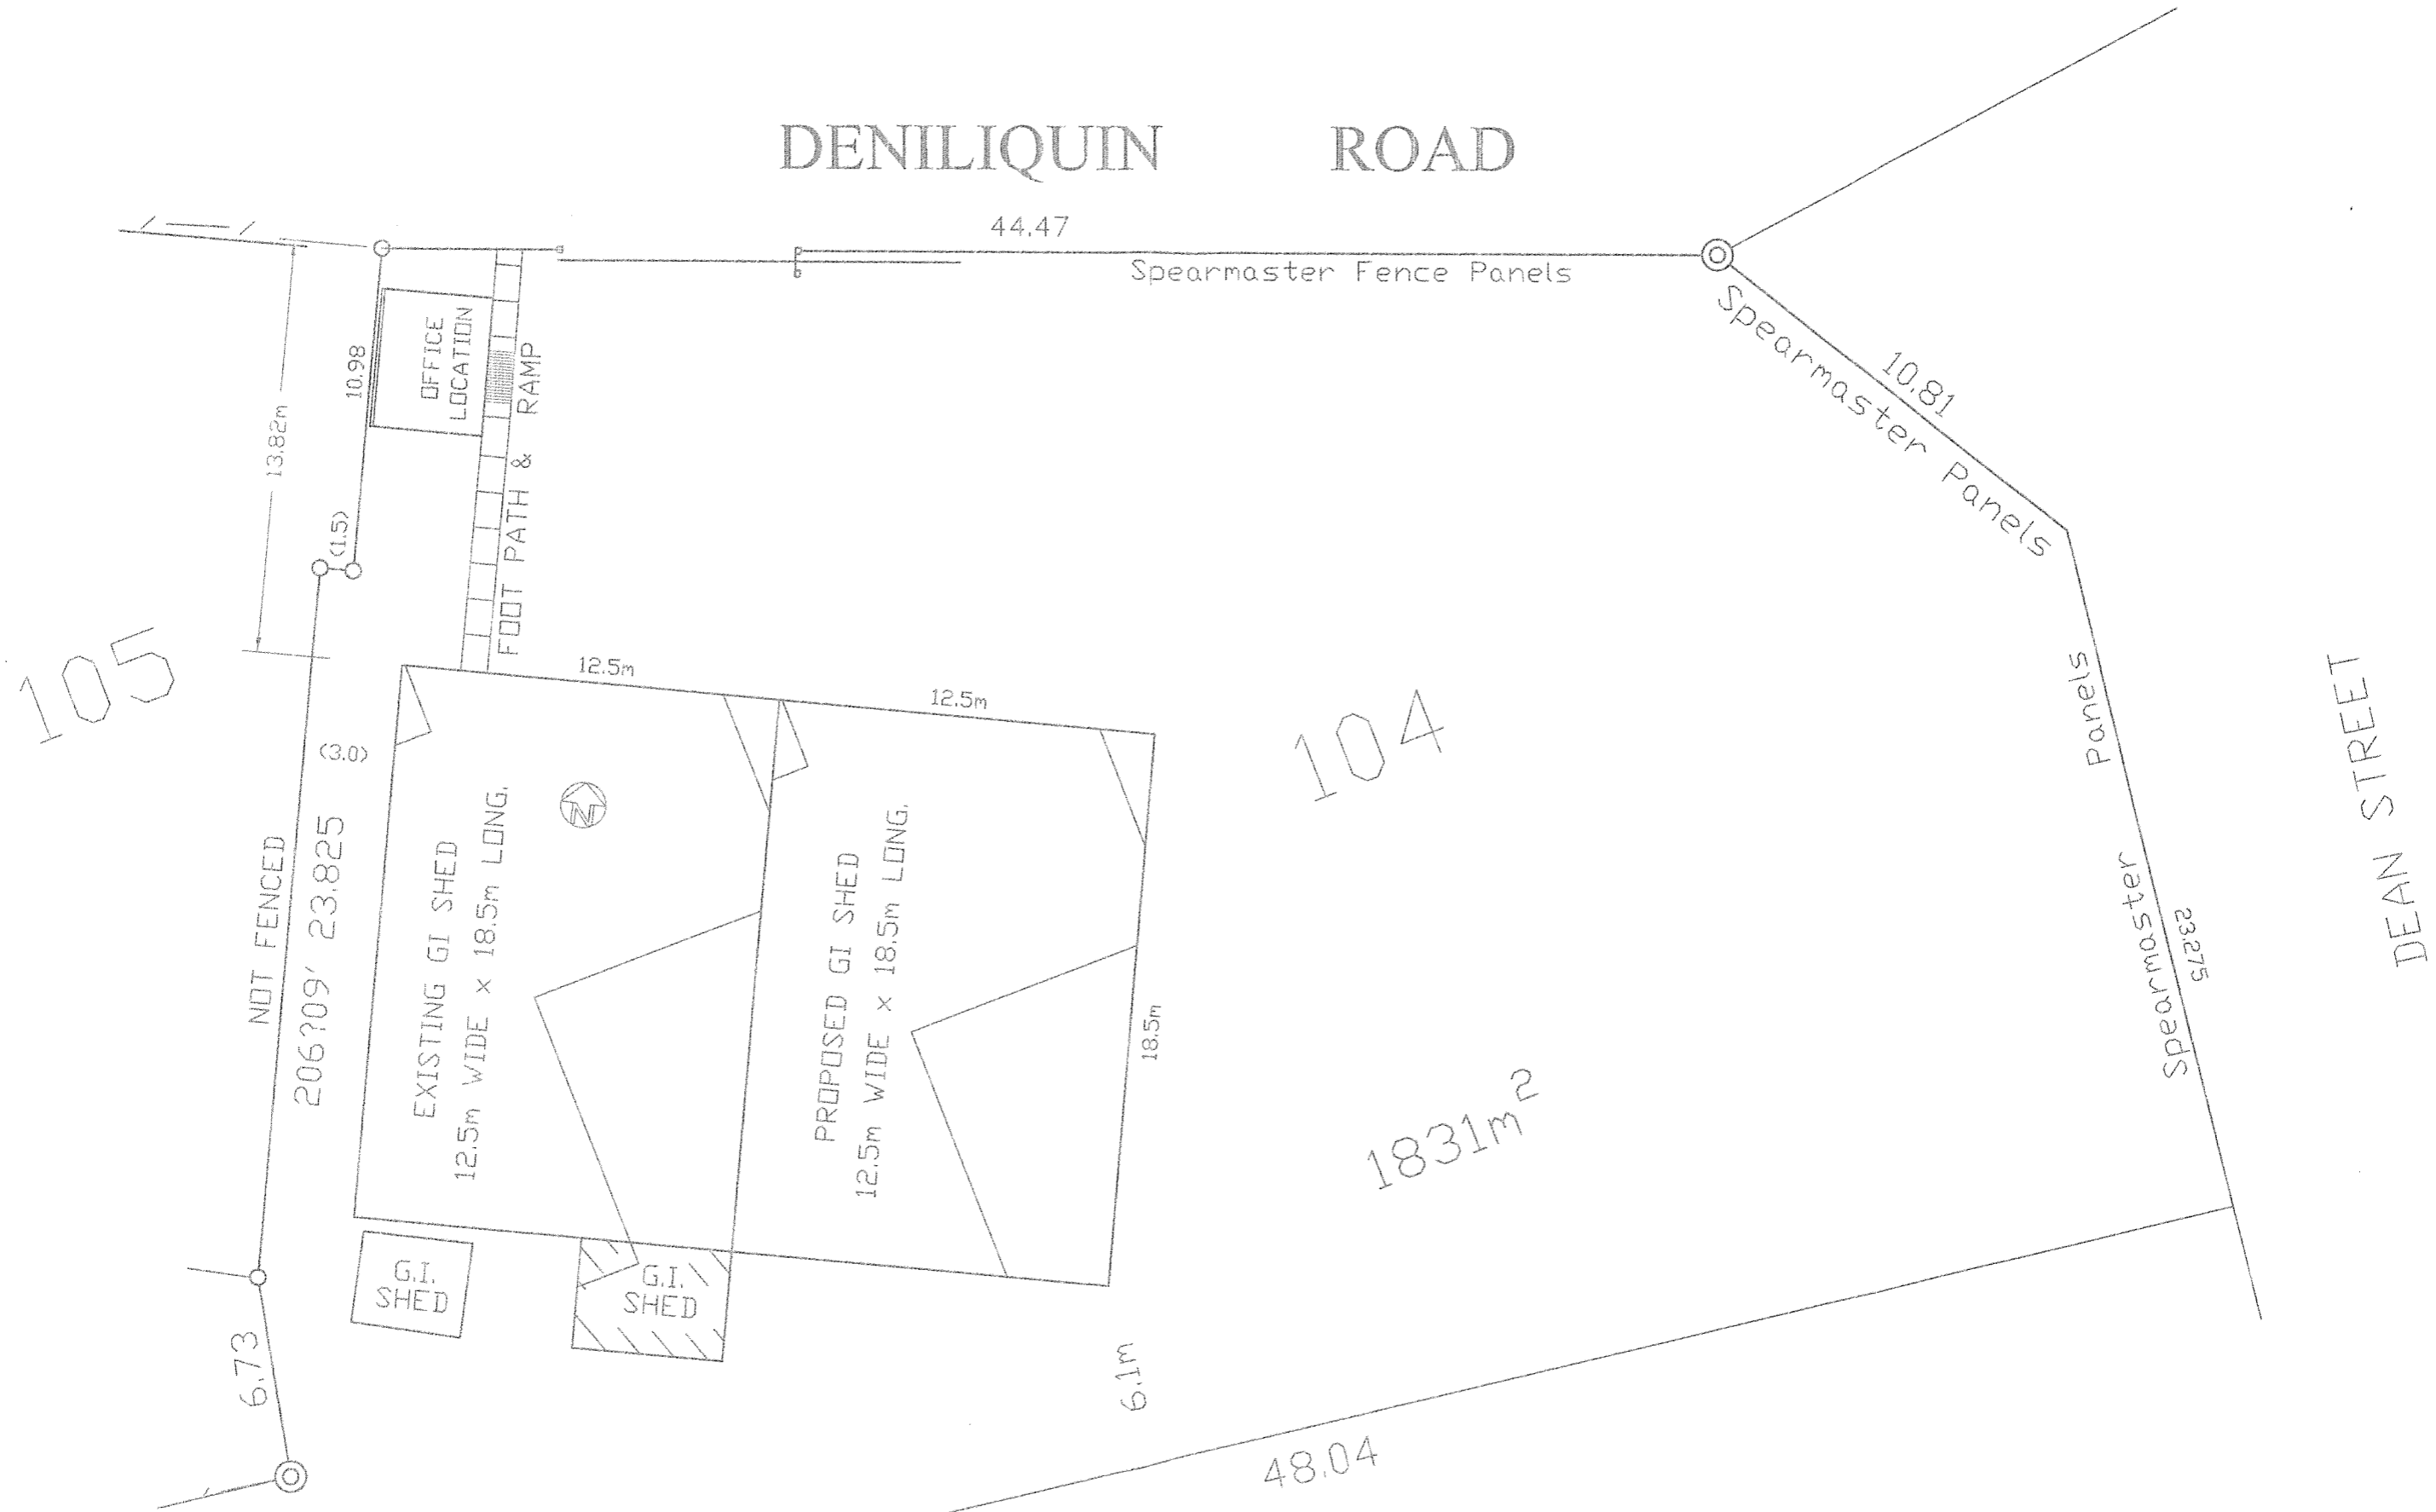 DENILIQUIN ROAD
44.47
Spearmaster Fence Panels
10.81
Spearmaster Panels
OFFICE
LOCATION
10.98
13.82m
(1.5)
FOOT PATH & RAMP
105
12.5m
12.5m
104
(3.0)
NOT FENCED
206?09' 23.825
N
EXISTING GI SHED
12.5m WIDE x 18.5m LONG.
PROPOSED GI SHED
12.5m WIDE x 18.5m LONG.
18.5m
Spearmaster Panels
23.275
DEAN STREET
1831m²
G.I.
SHED
G.I.
SHED
6.73
6.1m
48.04